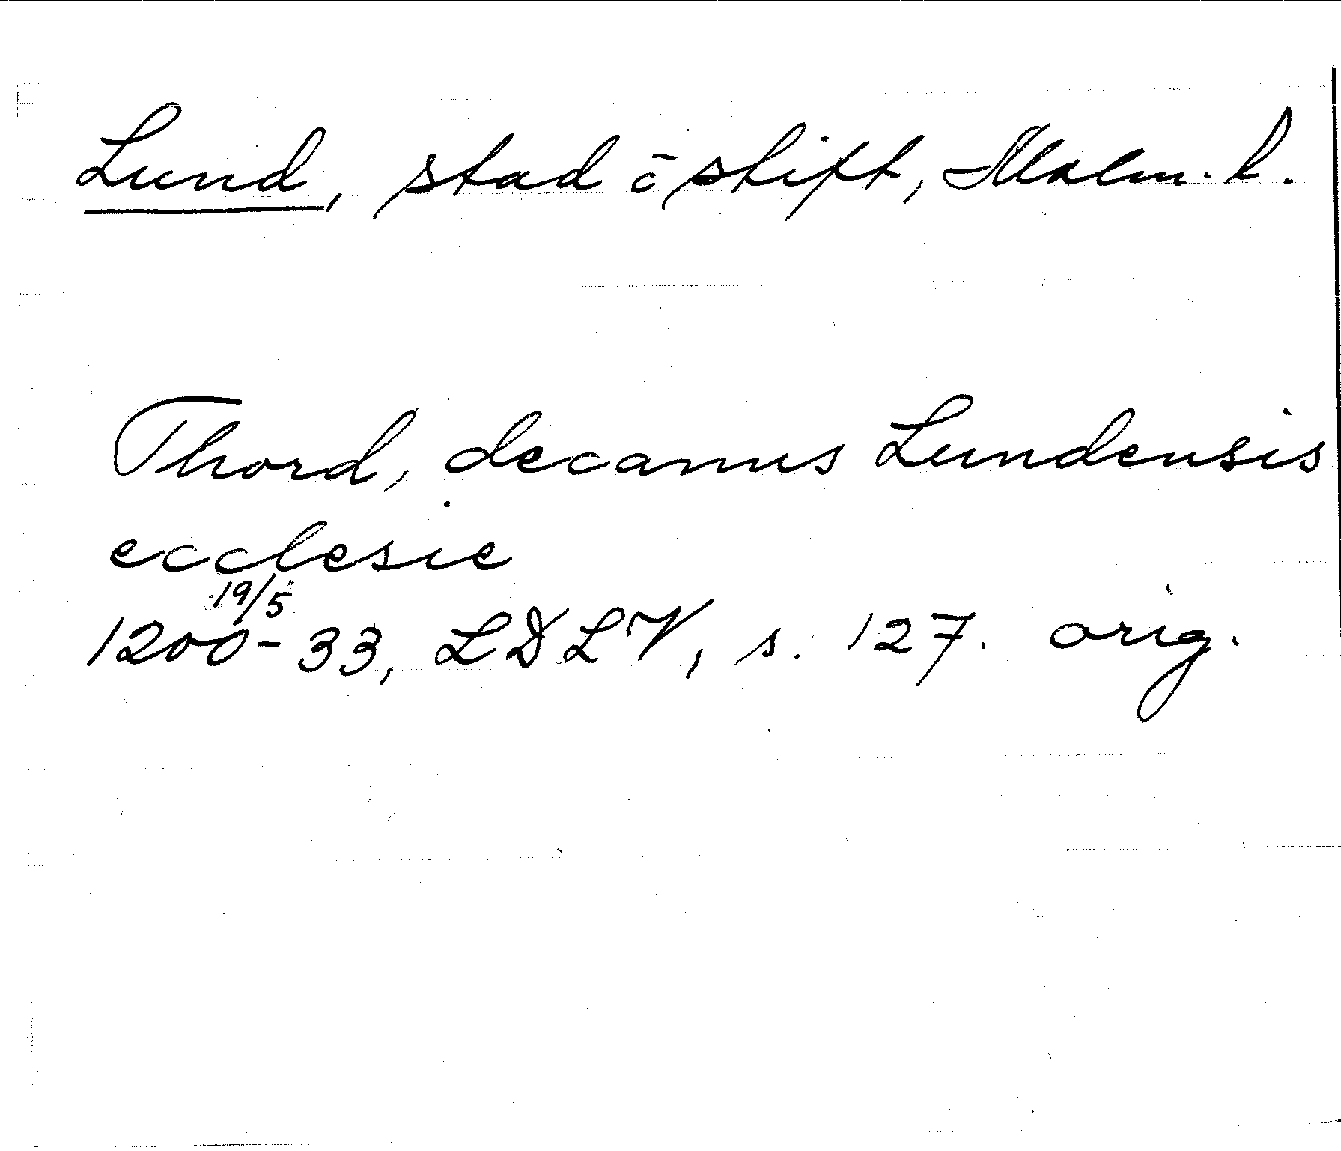 Lund, stad o stift, Malm. l.
Thord, decanus Lundensis
ecclesie
19/5
1200-33, LDLV, s. 127. orig.